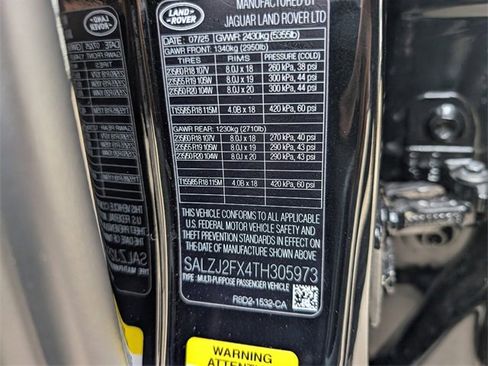 LAND ROVER
MANUFACTURED BY
JAGUAR LAND ROVER LTD
DATE: 07/25 GVWR: 2430kg(5355lb)
GAWR FRONT: 1340kg (2950lb)
TIRES RIMS PRESSURE (COLD)
235/60 R18 107V 8.0J x 18 260 kPa, 38 psi
235/55 R19 105W 8.0J x 19 300 kPa, 44 psi
235/50 R20 104W 8.0J x 20 300 kPa, 44 psi
T155/85 R18 115M 4.0B x 18 420 kPa, 60 psi
GAWR REAR: 1230kg (2710lb)
235/60 R18 107V 8.0J x 18 270 kPa, 40 psi
235/55 R19 105W 8.0J x 19 290 kPa, 43 psi
235/50 R20 104W 8.0J x 20 290 kPa, 43 psi
T155/85 R18 115M 4.0B x 18 420 kPa, 60 psi
THIS VEHICLE CONFORMS TO ALL APPLICABLE
U.S. FEDERAL MOTOR VEHICLE SAFETY AND
THEFT PREVENTION STANDARDS IN EFFECT ON THE
DATE OF MANUFACTURE SHOWN ABOVE.
SALZJ2FX4TH305973
TYPE: MULTI-PURPOSE PASSENGER VEHICLE
R8D2-1532-CA
WARNING